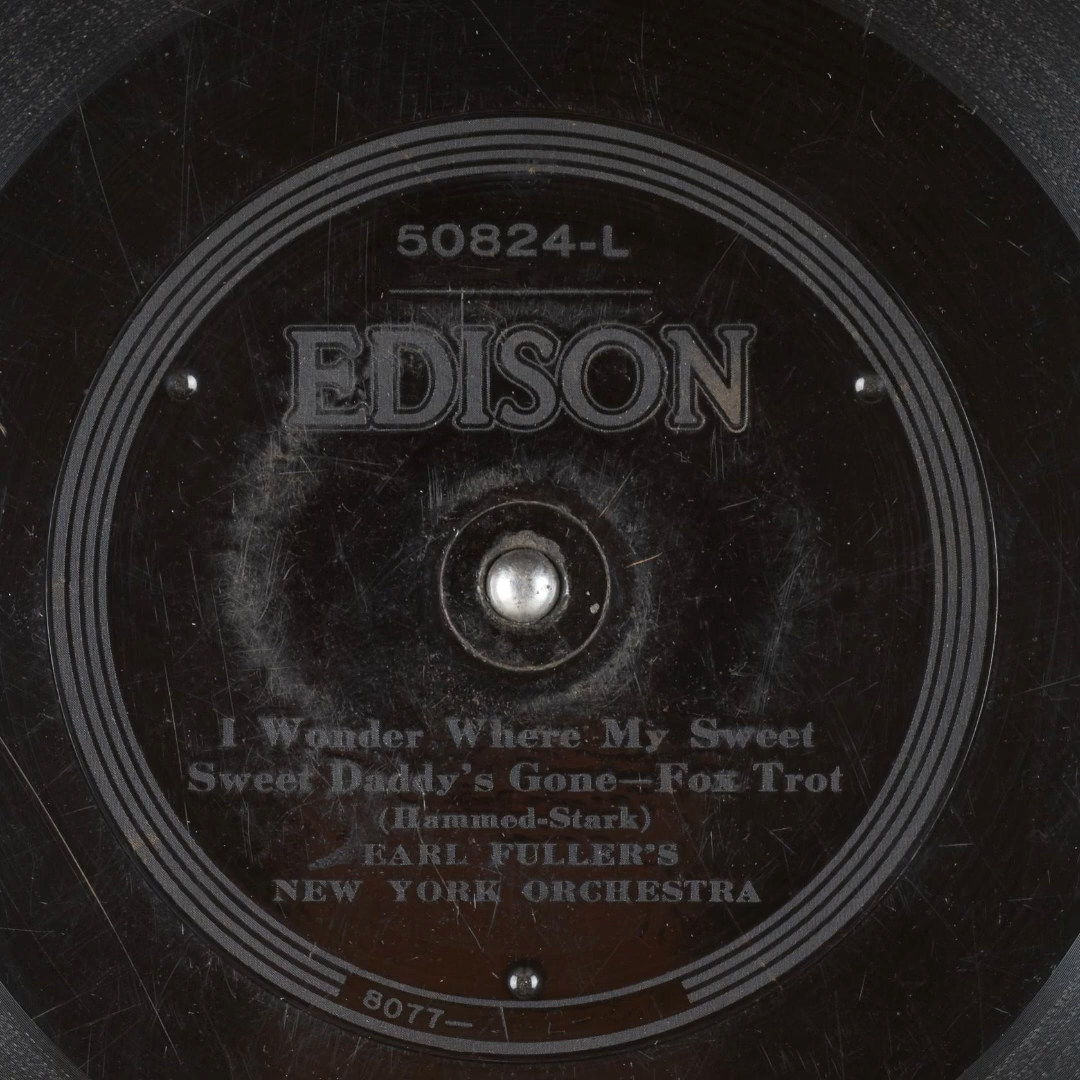 50824-L
EDISON
I Wonder Where My Sweet
Sweet Daddy's Gone—Fox Trot
(Hammed-Stark)
EARL FULLER'S
NEW YORK ORCHESTRA
8077—